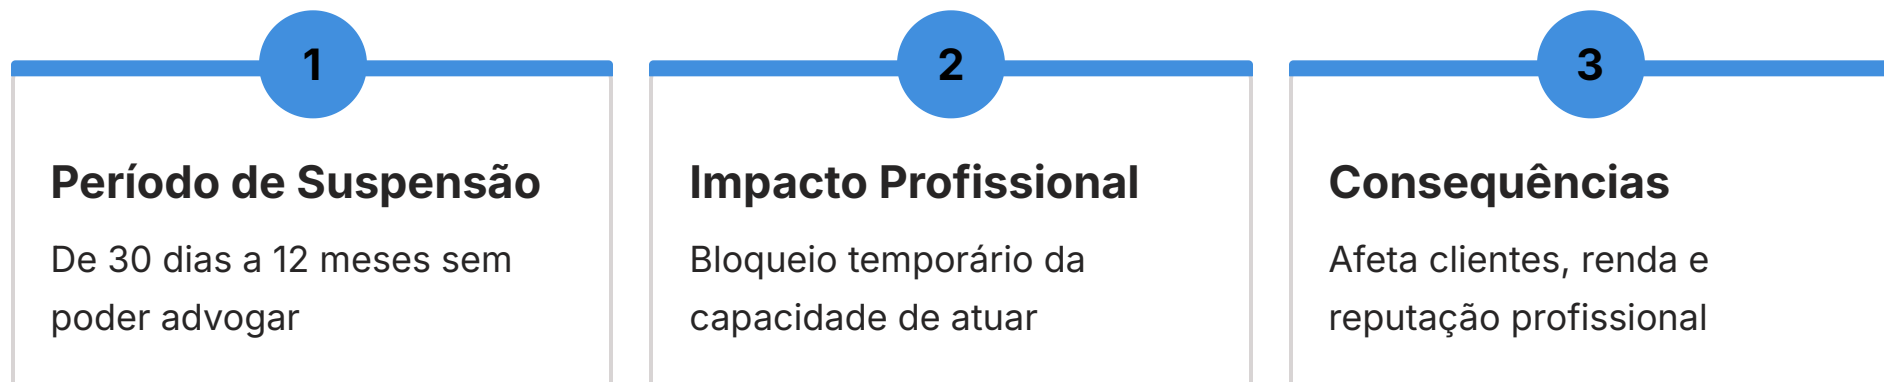 1
Período de Suspensão
De 30 dias a 12 meses sem
poder advogar
2
Impacto Profissional
Bloqueio temporário da
capacidade de atuar
3
Consequências
Afeta clientes, renda e
reputação profissional